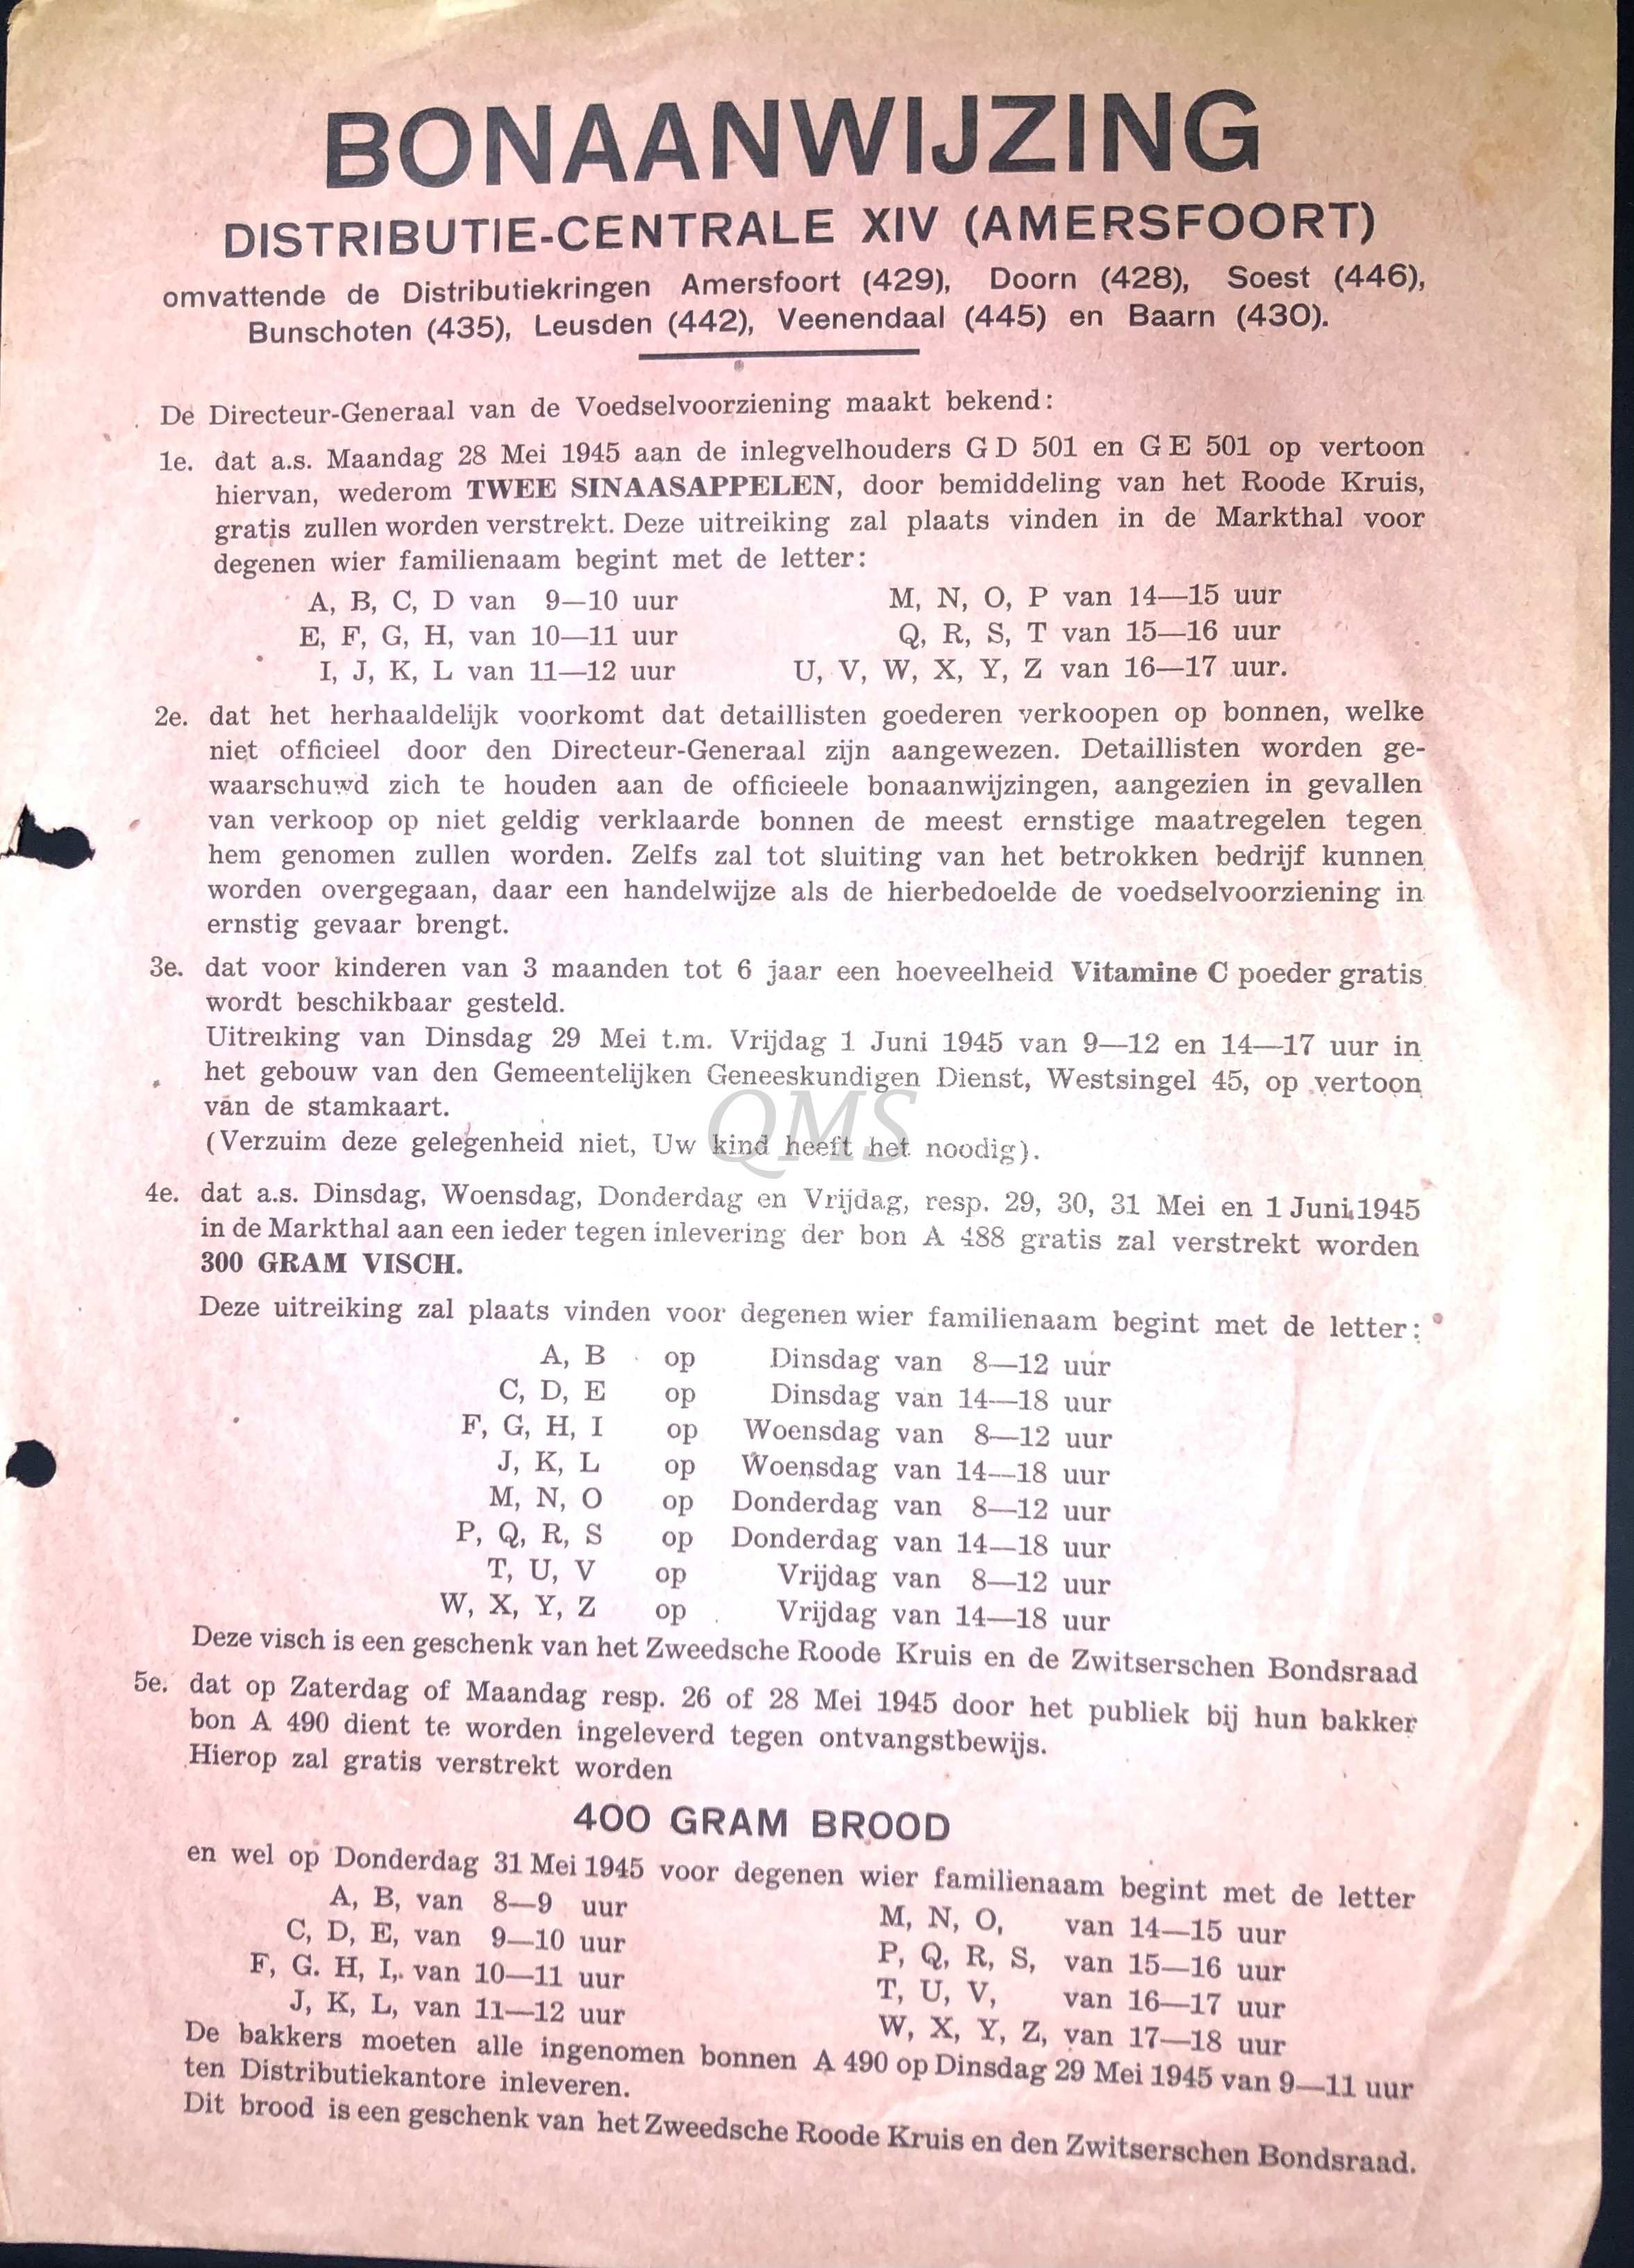 BONAANWIJZING
DISTRIBUTIE-CENTRALE XIV (AMERSFOORT)
omvattende de Distributiekringen Amersfoort (429), Doorn (428), Soest (446),
Bunschoten (435), Leusden (442), Veenendaal (445) en Baarn (430).
De Directeur-Generaal van de Voedselvoorziening maakt bekend:
1e. dat a.s. Maandag 28 Mei 1945 aan de inlegvelhouders G D 501 en G E 501 op vertoon
hiervan, wederom TWEE SINAASAPPELEN, door bemiddeling van het Roode Kruis,
gratis zullen worden verstrekt. Deze uitreiking zal plaats vinden in de Markthal voor
degenen wier familienaam begint met de letter:
A, B, C, D van 9—10 uur M, N, O, P van 14—15 uur
E, F, G, H, van 10—11 uur Q, R, S, T van 15—16 uur
I, J, K, L van 11—12 uur U, V, W, X, Y, Z van 16—17 uur.
2e. dat het herhaaldelijk voorkomt dat detaillisten goederen verkoopen op bonnen, welke
niet officieel door den Directeur-Generaal zijn aangewezen. Detaillisten worden ge-
waarschuwd zich te houden aan de officieele bonaanwijzingen, aangezien in gevallen
van verkoop op niet geldig verklaarde bonnen de meest ernstige maatregelen tegen
hem genomen zullen worden. Zelfs zal tot sluiting van het betrokken bedrijf kunnen
worden overgegaan, daar een handelwijze als de hierbedoelde de voedselvoorziening in
ernstig gevaar brengt.
3e. dat voor kinderen van 3 maanden tot 6 jaar een hoeveelheid Vitamine C poeder gratis
wordt beschikbaar gesteld.
Uitreiking van Dinsdag 29 Mei t.m. Vrijdag 1 Juni 1945 van 9—12 en 14—17 uur in
het gebouw van den Gemeentelijken Geneeskundigen Dienst, Westsingel 45, op vertoon
van de stamkaart.
(Verzuim deze gelegenheid niet, Uw kind heeft het noodig).
QMS
4e. dat a.s. Dinsdag, Woensdag, Donderdag en Vrijdag, resp. 29, 30, 31 Mei en 1 Juni 1945
in de Markthal aan een ieder tegen inlevering der bon A 488 gratis zal verstrekt worden
300 GRAM VISCH.
Deze uitreiking zal plaats vinden voor degenen wier familienaam begint met de letter:
A, B op Dinsdag van 8—12 uur
C, D, E op Dinsdag van 14—18 uur
F, G, H, I op Woensdag van 8—12 uur
J, K, L op Woensdag van 14—18 uur
M, N, O op Donderdag van 8—12 uur
P, Q, R, S op Donderdag van 14—18 uur
T, U, V op Vrijdag van 8—12 uur
W, X, Y, Z op Vrijdag van 14—18 uur
Deze visch is een geschenk van het Zweedsche Roode Kruis en de Zwitserschen Bondsraad
5e. dat op Zaterdag of Maandag resp. 26 of 28 Mei 1945 door het publiek bij hun bakker
bon A 490 dient te worden ingeleverd tegen ontvangstbewijs.
Hierop zal gratis verstrekt worden
400 GRAM BROOD
en wel op Donderdag 31 Mei 1945 voor degenen wier familienaam begint met de letter
A, B, van 8—9 uur M, N, O, van 14—15 uur
C, D, E, van 9—10 uur P, Q, R, S, van 15—16 uur
F, G. H, I,. van 10—11 uur T, U, V, van 16—17 uur
J, K, L, van 11—12 uur W, X, Y, Z, van 17—18 uur
De bakkers moeten alle ingenomen bonnen A 490 op Dinsdag 29 Mei 1945 van 9—11 uur
ten Distributiekantore inleveren.
Dit brood is een geschenk van het Zweedsche Roode Kruis en den Zwitserschen Bondsraad.